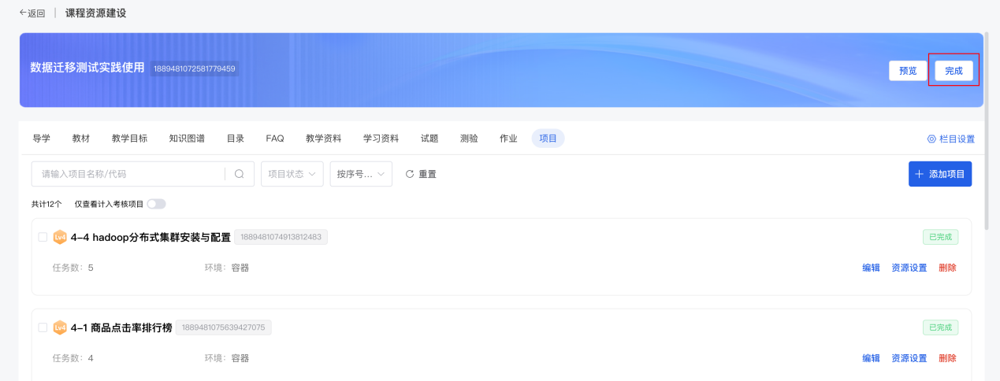 ←返回 | 课程资源建设
数据迁移测试实践使用 1889481072581779459 预览 完成
导学 教材 教学目标 知识图谱 目录 FAQ 教学资料 学习资料 试题 测验 作业 项目 栏目设置
请输入项目名称/代码 项目状态 按序号... 重置 + 添加项目
共计12个 仅查看计入考核项目
Lv4 4-4 hadoop分布式集群安装与配置 1889481074913812483 已完成
任务数: 5 环境: 容器 编辑 资源设置 删除
Lv4 4-1 商品点击率排行榜 1889481075639427075 已完成
任务数: 4 环境: 容器 编辑 资源设置 删除